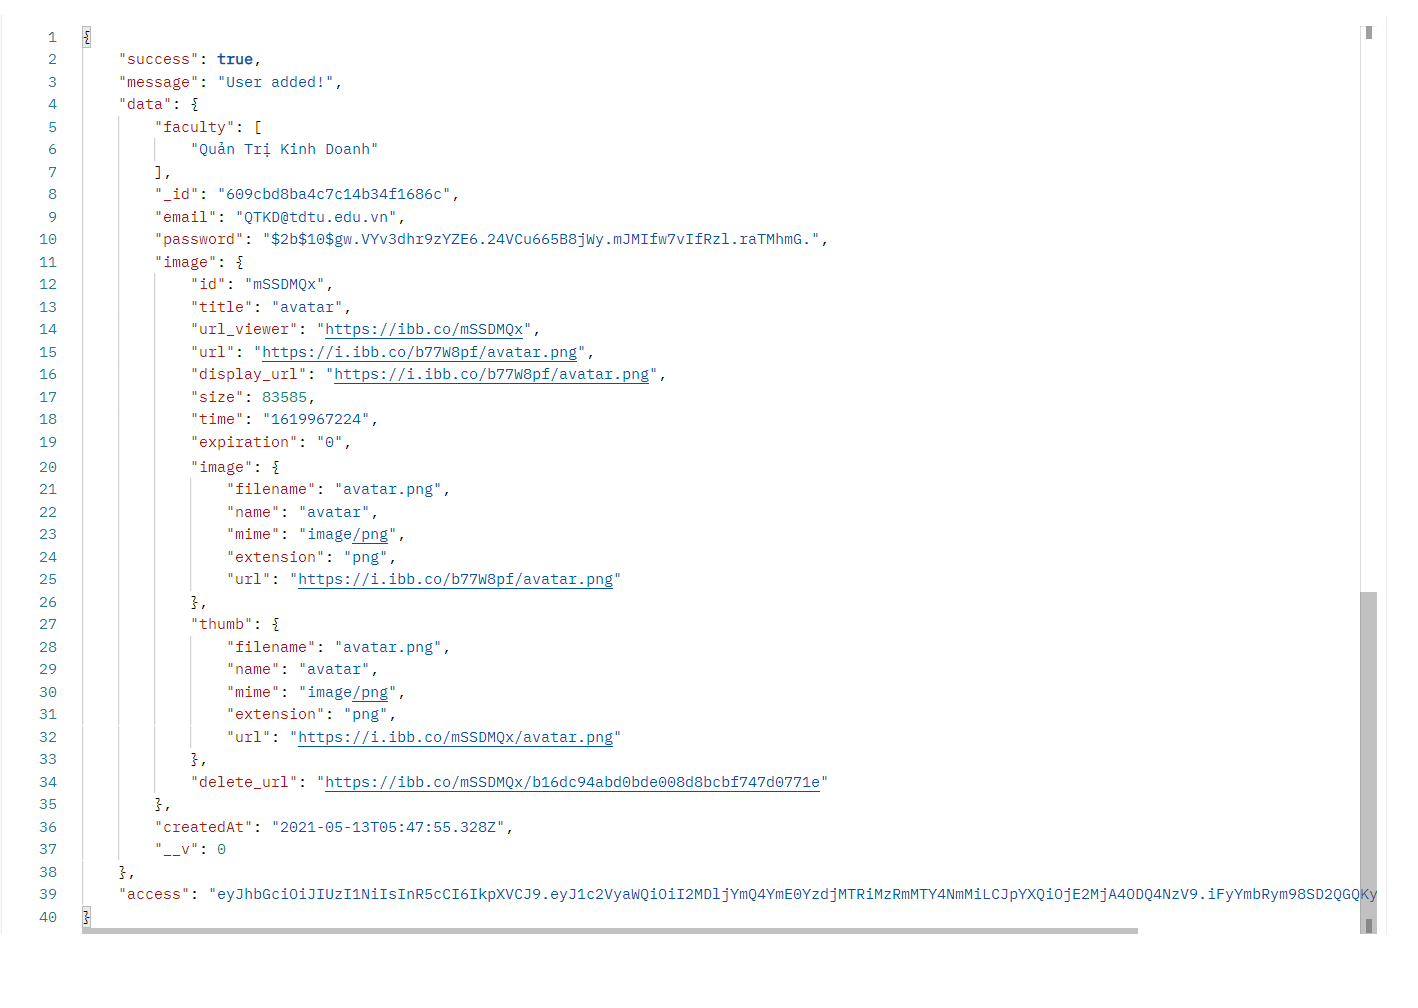 1 {
2 "success": true,
3 "message": "User added!",
4 "data": {
5 "faculty": [
6 "Quản Trị Kinh Doanh"
7 ],
8 "_id": "609cbd8ba4c7c14b34f1686c",
9 "email": "QTKD@tdtu.edu.vn",
10 "password": "$2b$10$gw.VYv3dhr9zYZE6.24VCu665B8jWy.mJMIfw7vIfRzl.raTMhmG.",
11 "image": {
12 "id": "mSSDMQx",
13 "title": "avatar",
14 "url_viewer": "https://ibb.co/mSSDMQx",
15 "url": "https://i.ibb.co/b77W8pf/avatar.png",
16 "display_url": "https://i.ibb.co/b77W8pf/avatar.png",
17 "size": 83585,
18 "time": "1619967224",
19 "expiration": "0",
20 "image": {
21 "filename": "avatar.png",
22 "name": "avatar",
23 "mime": "image/png",
24 "extension": "png",
25 "url": "https://i.ibb.co/b77W8pf/avatar.png"
26 },
27 "thumb": {
28 "filename": "avatar.png",
29 "name": "avatar",
30 "mime": "image/png",
31 "extension": "png",
32 "url": "https://i.ibb.co/mSSDMQx/avatar.png"
33 },
34 "delete_url": "https://ibb.co/mSSDMQx/b16dc94abd0bde008d8bcbf747d0771e"
35 },
36 "createdAt": "2021-05-13T05:47:55.328Z",
37 "__v": 0
38 },
39 "access": "eyJhbGciOiJIUzI1NiIsInR5cCI6IkpXVCJ9.eyJ1c2VyaWQiOiI2MDljYmQ4YmE0YzdjMTRiMzRmMTY4NmMiLCJpYXQiOjE2MjA4ODQ4NzV9.iFyYmbRym98SD2QGQKy
40 }